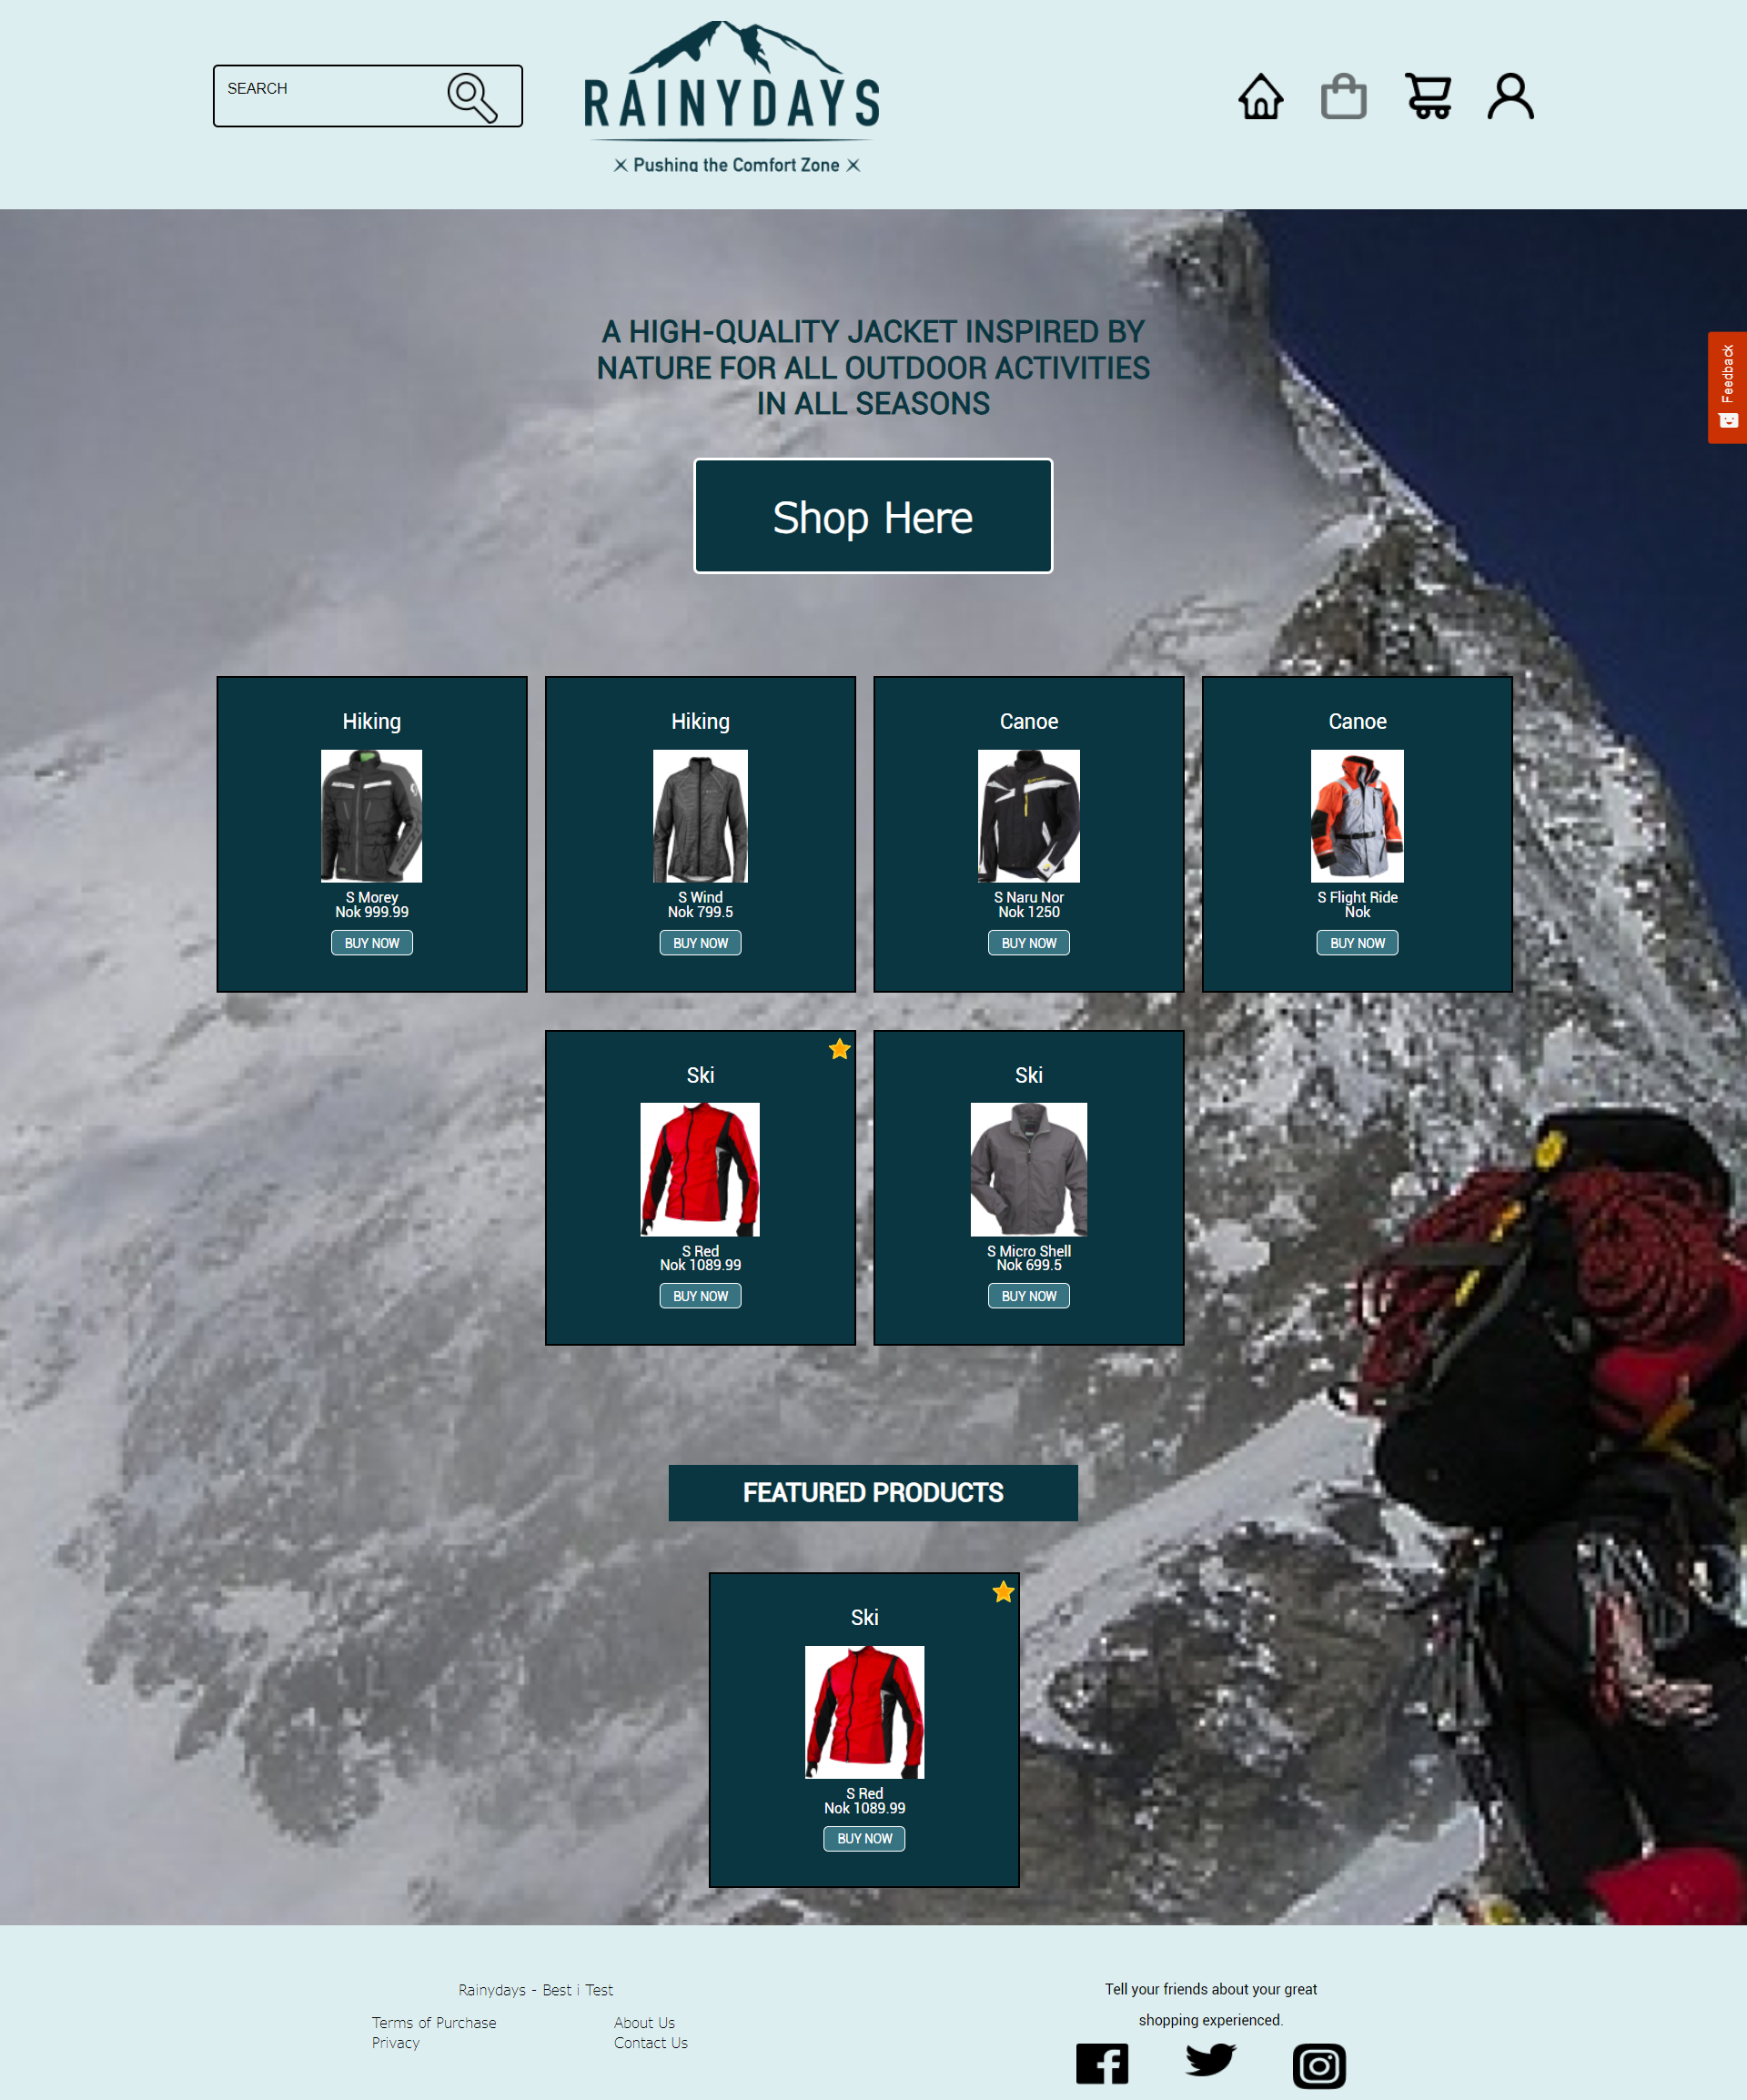 SEARCH
RAINYDAYS
Pushing the Comfort Zone
A HIGH-QUALITY JACKET INSPIRED BY
NATURE FOR ALL OUTDOOR ACTIVITIES
IN ALL SEASONS
Feedback
Shop Here
Hiking
S Morey
Nok 999.99
BUY NOW
Hiking
S Wind
Nok 799.5
BUY NOW
Canoe
S Naru Nor
Nok 1250
BUY NOW
Canoe
S Flight Ride
Nok
BUY NOW
Ski
S Red
Nok 1089.99
BUY NOW
Ski
S Micro Shell
Nok 699.5
BUY NOW
FEATURED PRODUCTS
Ski
S Red
Nok 1089.99
BUY NOW
Rainydays - Best i Test
Terms of Purchase
Privacy
About Us
Contact Us
Tell your friends about your great
shopping experienced.